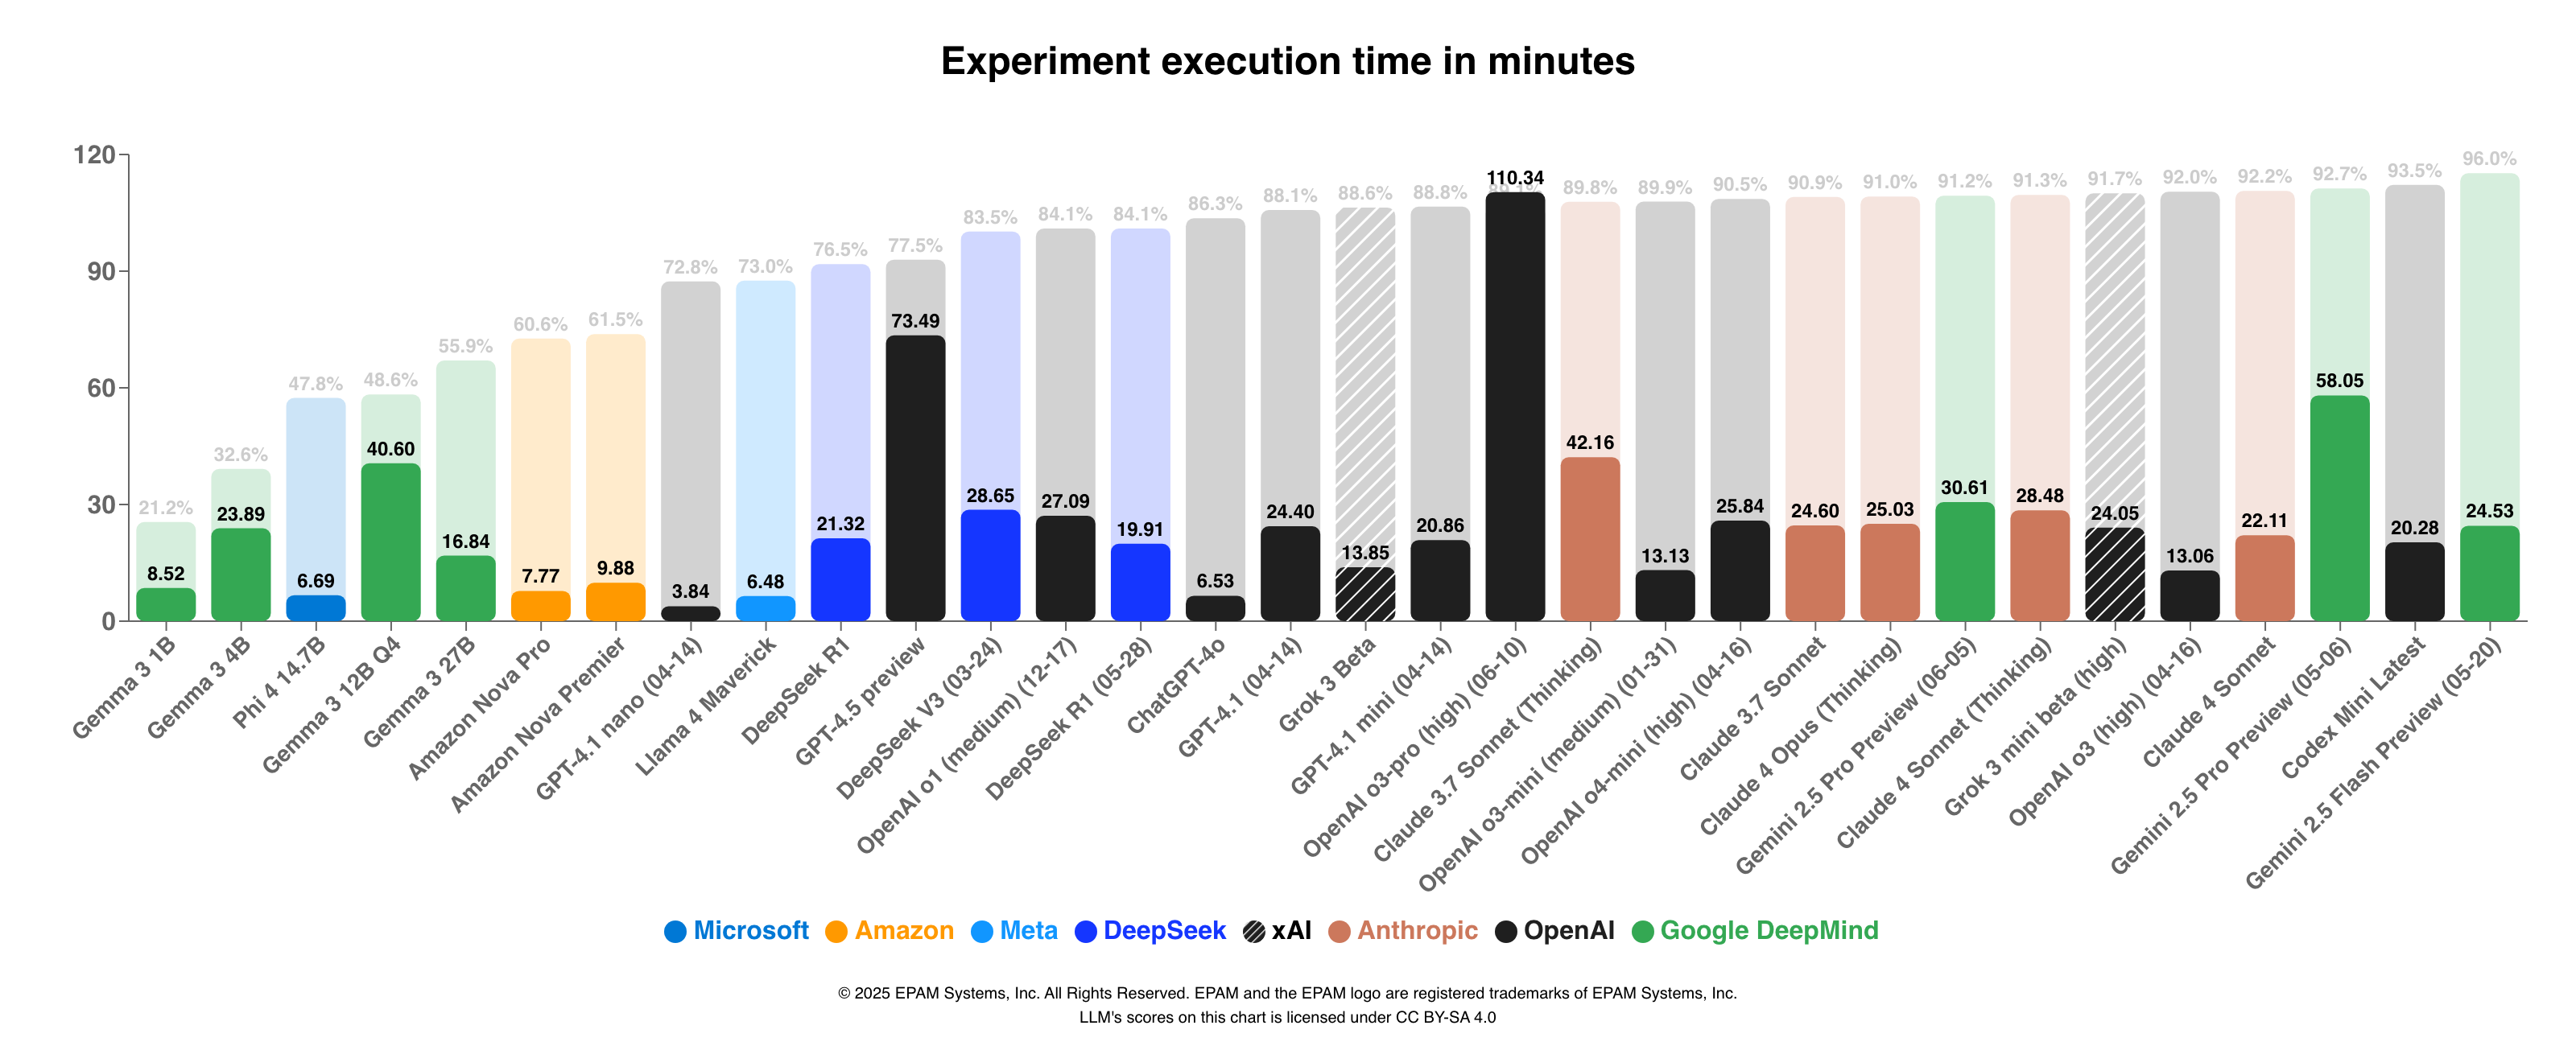 Experiment execution time in minutes
120
90
60
30
0
21.2%
32.6%
47.8%
48.6%
55.9%
60.6%
61.5%
72.8%
73.0%
76.5%
77.5%
83.5%
84.1%
84.1%
86.3%
88.1%
88.6%
88.8%
89.8%
89.9%
90.5%
90.9%
91.0%
91.2%
91.3%
91.7%
92.0%
92.2%
92.7%
93.5%
96.0%
8.52
23.89
6.69
40.60
16.84
7.77
9.88
3.84
6.48
21.32
73.49
28.65
27.09
19.91
6.53
24.40
13.85
20.86
110.34
42.16
13.13
25.84
24.60
25.03
30.61
28.48
24.05
13.06
22.11
58.05
20.28
24.53
Gemma 3 1B
Gemma 3 4B
Phi 4 14.7B
Gemma 3 12B Q4
Gemma 3 27B
Amazon Nova Pro
Amazon Nova Premier
GPT-4.1 nano (04-14)
Llama 4 Maverick
DeepSeek R1
GPT-4.5 preview
DeepSeek V3 (03-24)
OpenAI o1 (medium) (12-17)
DeepSeek R1 (05-28)
ChatGPT-4o
GPT-4.1 (04-14)
Grok 3 Beta
GPT-4.1 mini (04-14)
OpenAI o3-pro (high) (06-10)
Claude 3.7 Sonnet (Thinking)
OpenAI o3-mini (medium) (01-31)
OpenAI o4-mini (high) (04-16)
Claude 3.7 Sonnet
Claude 4 Opus (Thinking)
Gemini 2.5 Pro Preview (06-05)
Claude 4 Sonnet (Thinking)
Grok 3 mini beta (high)
OpenAI o3 (high) (04-16)
Claude 4 Sonnet
Gemini 2.5 Pro Preview (05-06)
Codex Mini Latest
Gemini 2.5 Flash Preview (05-20)
Microsoft Amazon Meta DeepSeek xAI Anthropic OpenAI Google DeepMind
© 2025 EPAM Systems, Inc. All Rights Reserved. EPAM and the EPAM logo are registered trademarks of EPAM Systems, Inc.
LLM's scores on this chart is licensed under CC BY-SA 4.0